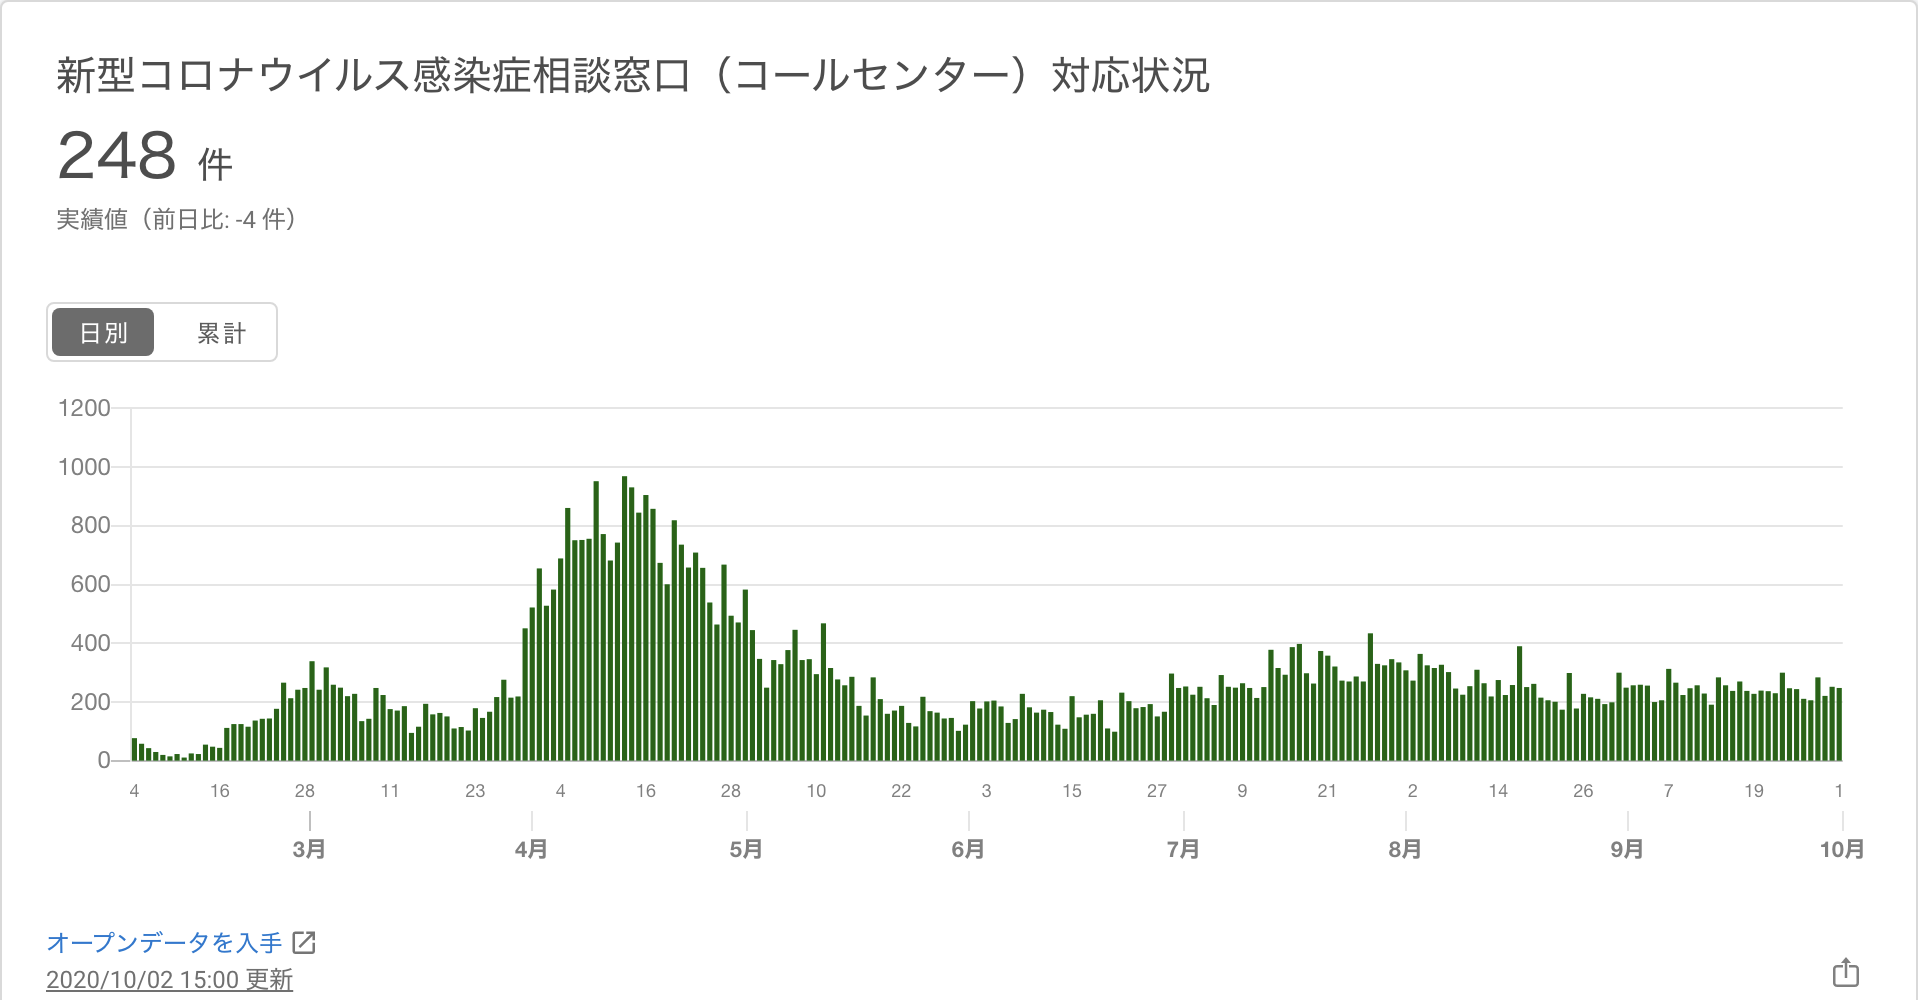 新型コロナウイルス感染症相談窓口（コールセンター）対応状況
248 件
実績値（前日比: -4 件）
日別 累計
1200
1000
800
600
400
200
0
4 16 28 11 23 4 16 28 10 22 3 15 27 9 21 2 14 26 7 19 1
3月 4月 5月 6月 7月 8月 9月 10月
オープンデータを入手
2020/10/02 15:00 更新